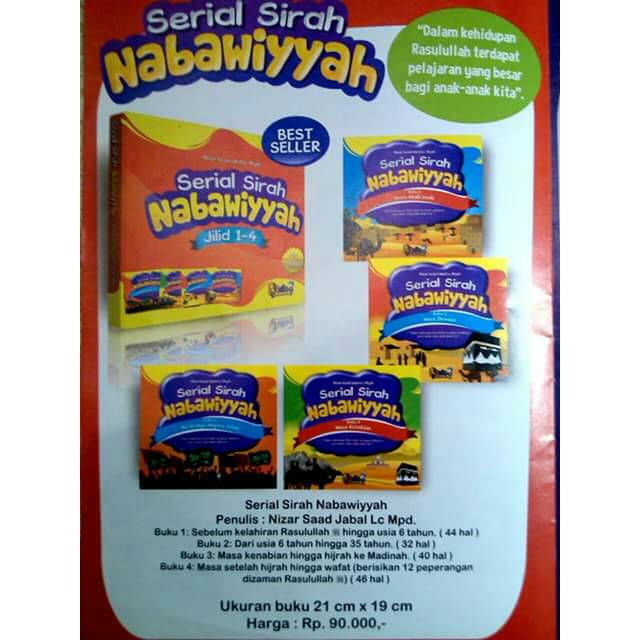 Serial Sirah
Nabawiyyah
"Dalam kehidupan
Rasulullah terdapat
pelajaran yang besar
bagi anak-anak kita".
BEST
SELLER
Serial Sirah
Nabawiyyah
Jilid 1-4
Serial Sirah
Nabawiyyah
Serial Sirah
Nabawiyyah
Serial Sirah
Nabawiyyah
Serial Sirah
Nabawiyyah
Serial Sirah Nabawiyyah
Penulis : Nizar Saad Jabal Lc Mpd.
Buku 1: Sebelum kelahiran Rasulullah ﷺ hingga usia 6 tahun. ( 44 hal )
Buku 2: Dari usia 6 tahun hingga 35 tahun. ( 32 hal )
Buku 3: Masa kenabian hingga hijrah ke Madinah. ( 40 hal )
Buku 4: Masa setelah hijrah hingga wafat (berisikan 12 peperangan
dizaman Rasulullah ﷺ) ( 46 hal )
Ukuran buku 21 cm x 19 cm
Harga : Rp. 90.000,-